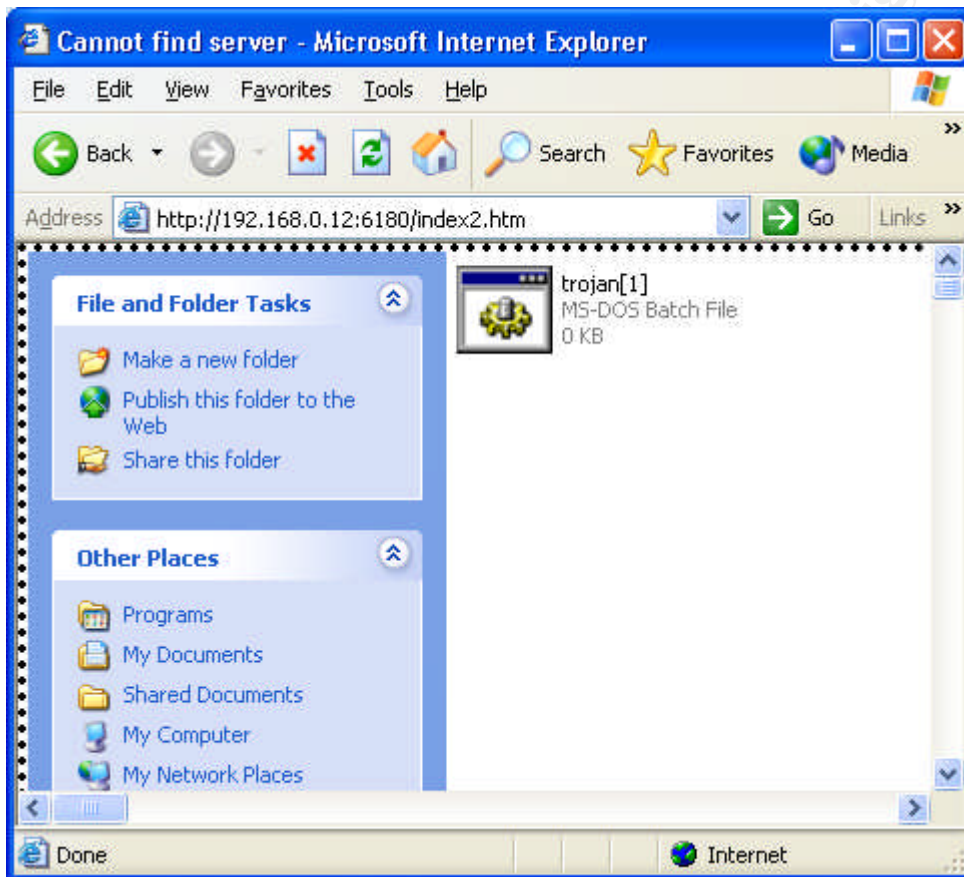 Cannot find server - Microsoft Internet Explorer
File Edit View Favorites Tools Help
Back Search Favorites Media »
Address http://192.168.0.12:6180/index2.htm Go Links »
File and Folder Tasks
Make a new folder
Publish this folder to the
Web
Share this folder
Other Places
Programs
My Documents
Shared Documents
My Computer
My Network Places
trojan[1]
MS-DOS Batch File
0 KB
Done Internet